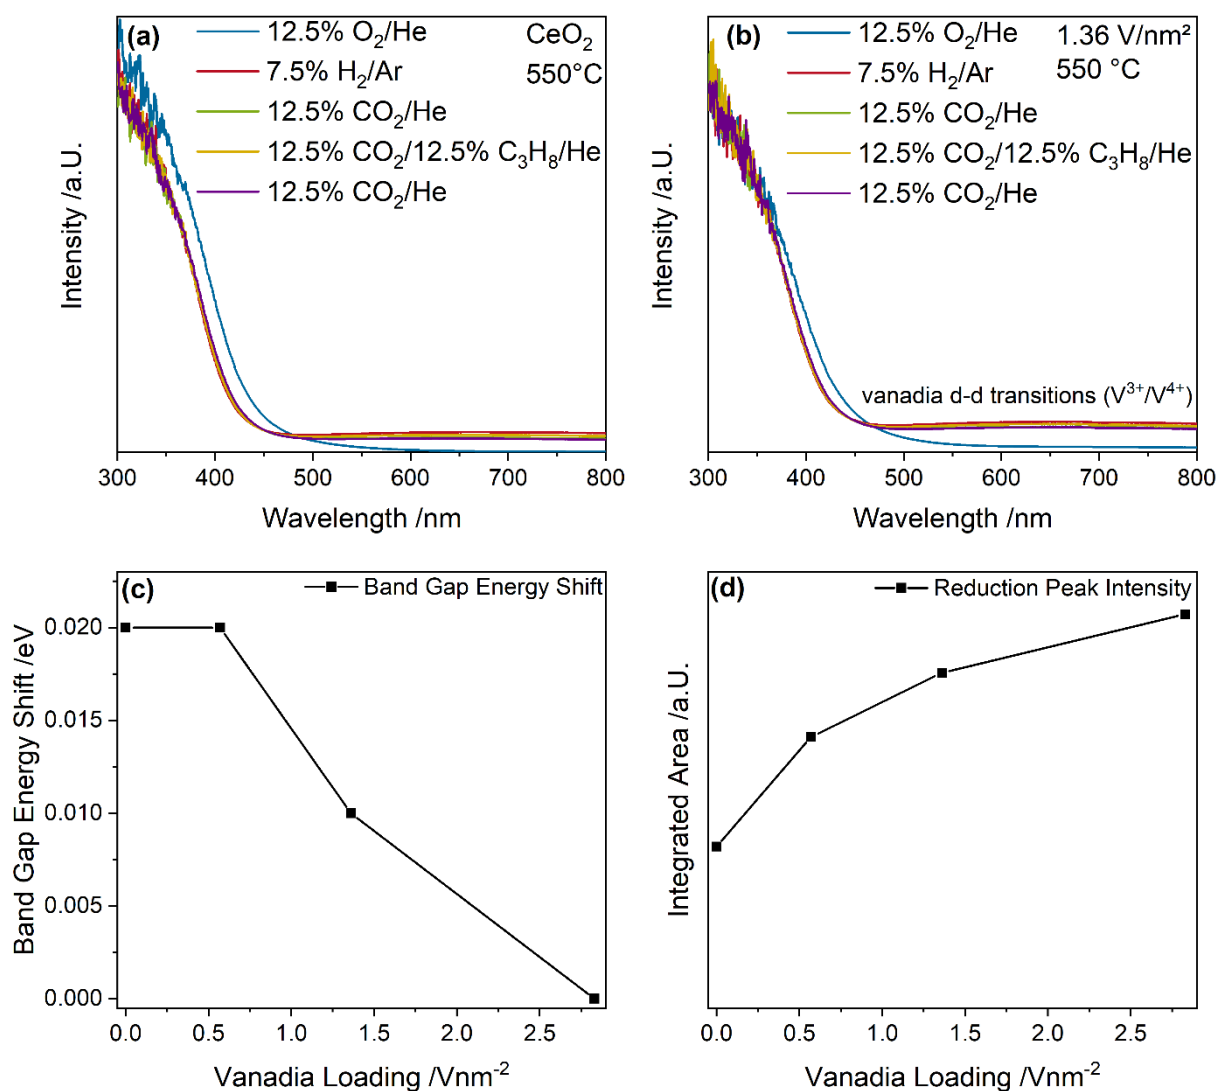 (a)
12.5% O₂/He
7.5% H₂/Ar
12.5% CO₂/He
12.5% CO₂/12.5% C₃H₈/He
12.5% CO₂/He
CeO₂
550°C
Intensity /a.U.
300 400 500 600 700 800
Wavelength /nm
(b)
12.5% O₂/He
7.5% H₂/Ar
12.5% CO₂/He
12.5% CO₂/12.5% C₃H₈/He
12.5% CO₂/He
1.36 V/nm²
550 °C
vanadia d-d transitions (V³⁺/V⁴⁺)
Intensity /a.U.
300 400 500 600 700 800
Wavelength /nm
(c)
Band Gap Energy Shift
Band Gap Energy Shift /eV
0.020
0.015
0.010
0.005
0.000
0.0 0.5 1.0 1.5 2.0 2.5
Vanadia Loading /Vnm⁻²
(d)
Reduction Peak Intensity
Integrated Area /a.U.
0.0 0.5 1.0 1.5 2.0 2.5
Vanadia Loading /Vnm⁻²